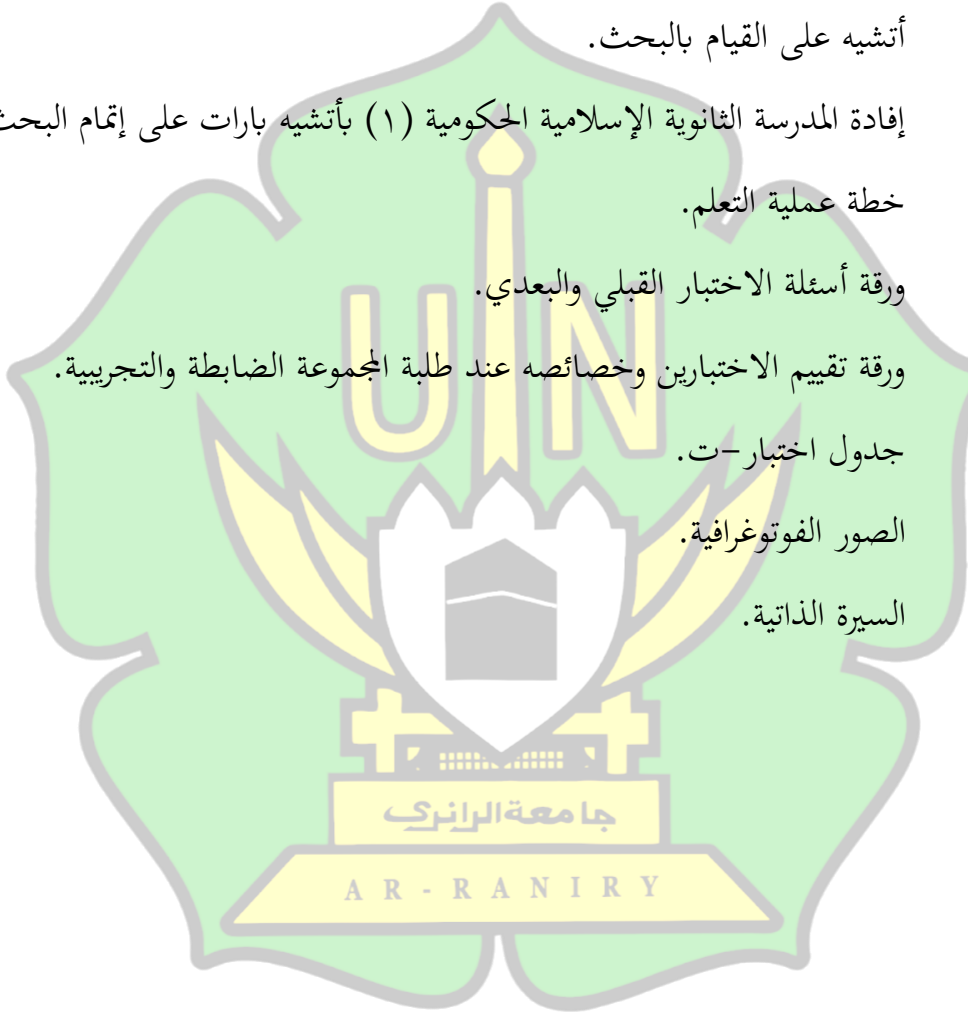 أتشيه على القيام بالبحث.
إفادة المدرسة الثانوية الإسلامية الحكومية (١) بأتشيه بارات على إتمام البحث
خطة عملية التعلم.
ورقة أسئلة الاختبار القبلي والبعدي.
ورقة تقييم الاختبارين وخصائصه عند طلبة المجموعة الضابطة والتجريبية.
جدول اختبار-ت.
الصور الفوتوغرافية.
السيرة الذاتية.
UIN
جامعة الرانري
AR-RANIRY